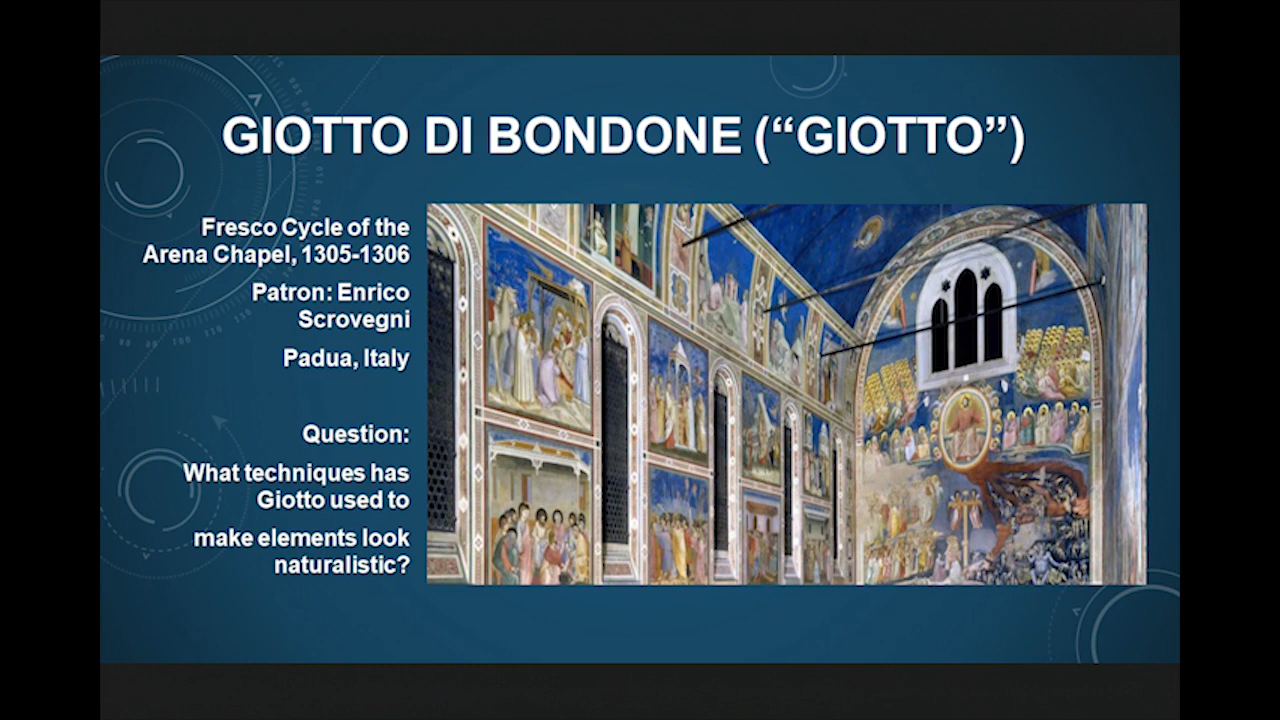 GIOTTO DI BONDONE (“GIOTTO”)
Fresco Cycle of the
Arena Chapel, 1305-1306
Patron: Enrico
Scrovegni
Padua, Italy
Question:
What techniques has
Giotto used to
make elements look
naturalistic?